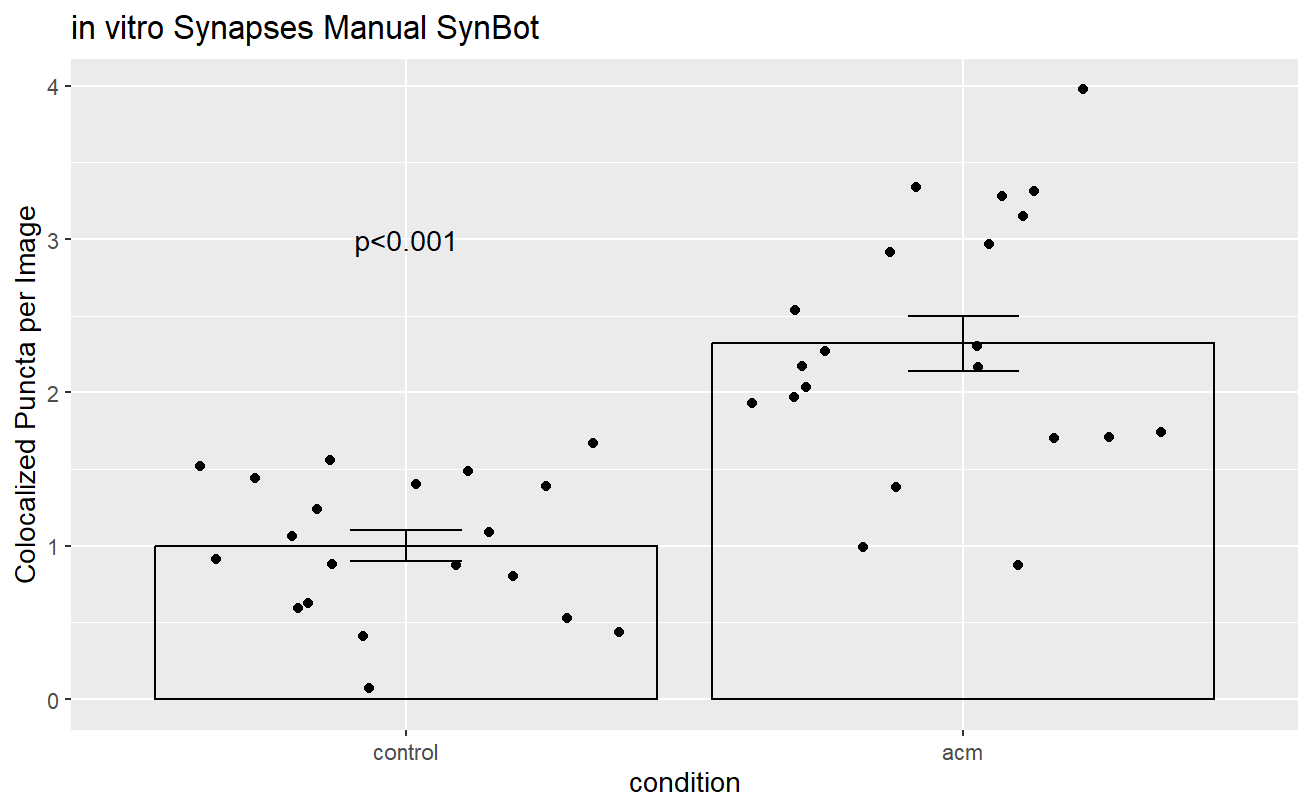 in vitro Synapses Manual SynBot
Colocalized Puncta per Image
4
3
2
1
0
p<0.001
control
acm
condition